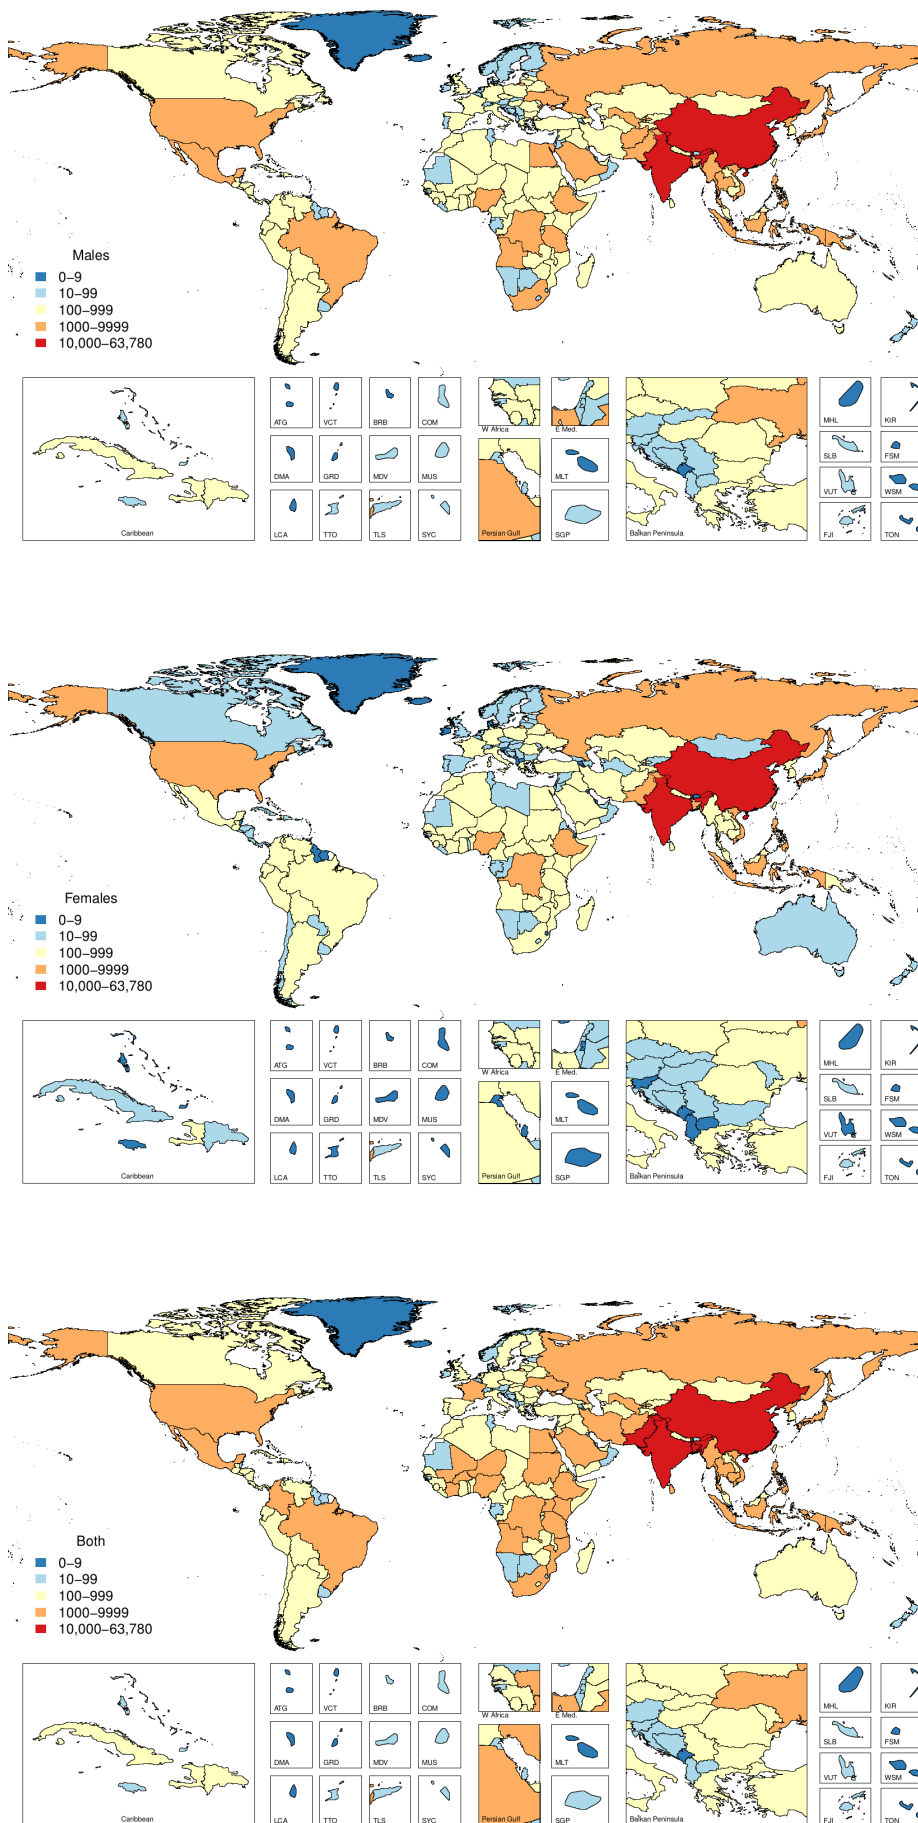 Males
0–9
10–99
100–999
1000–9999
10,000–63,780
ATG
VCT
BRB
COM
W Africa
E Med.
MHL
KIR
DMA
GRD
MDV
MUS
MLT
SLB
FSM
VUT
WSM
Caribbean
LCA
TTO
TLS
SYC
Persian Gulf
SGP
Balkan Peninsula
FJI
TON
Females
0–9
10–99
100–999
1000–9999
10,000–63,780
ATG
VCT
BRB
COM
W Africa
E Med.
MHL
KIR
DMA
GRD
MDV
MUS
MLT
SLB
FSM
VUT
WSM
Caribbean
LCA
TTO
TLS
SYC
Persian Gulf
SGP
Balkan Peninsula
FJI
TON
Both
0–9
10–99
100–999
1000–9999
10,000–63,780
ATG
VCT
BRB
COM
W Africa
E Med.
MHL
KIR
DMA
GRD
MDV
MUS
MLT
SLB
FSM
VUT
WSM
Caribbean
LCA
TTO
TLS
SYC
Persian Gulf
SGP
Balkan Peninsula
FJI
TON